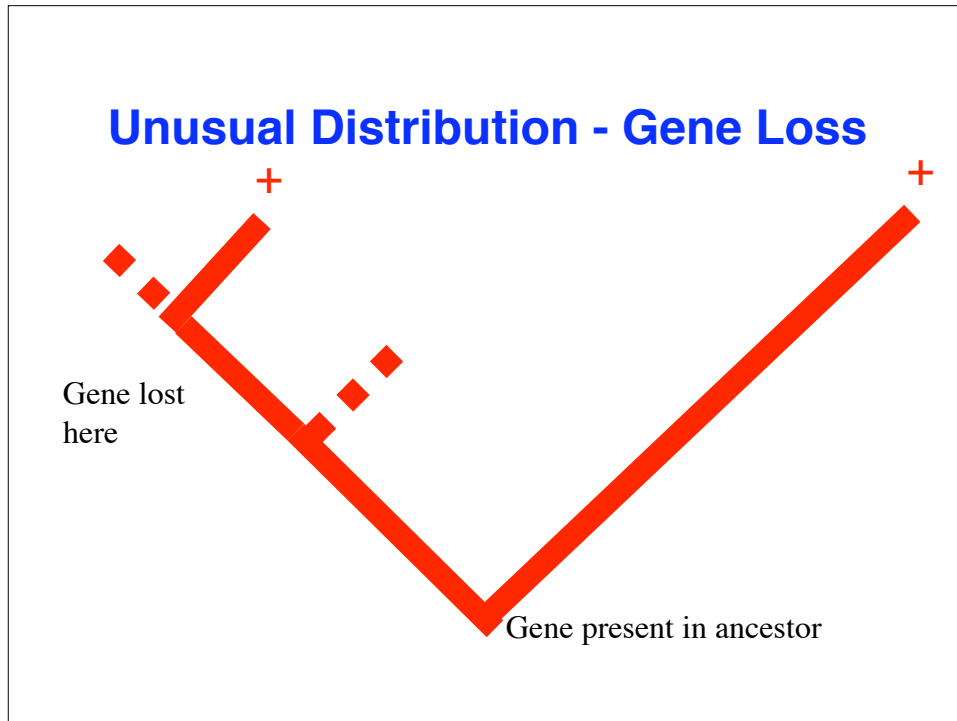 Unusual Distribution - Gene Loss
+
+
Gene lost
here
Gene present in ancestor